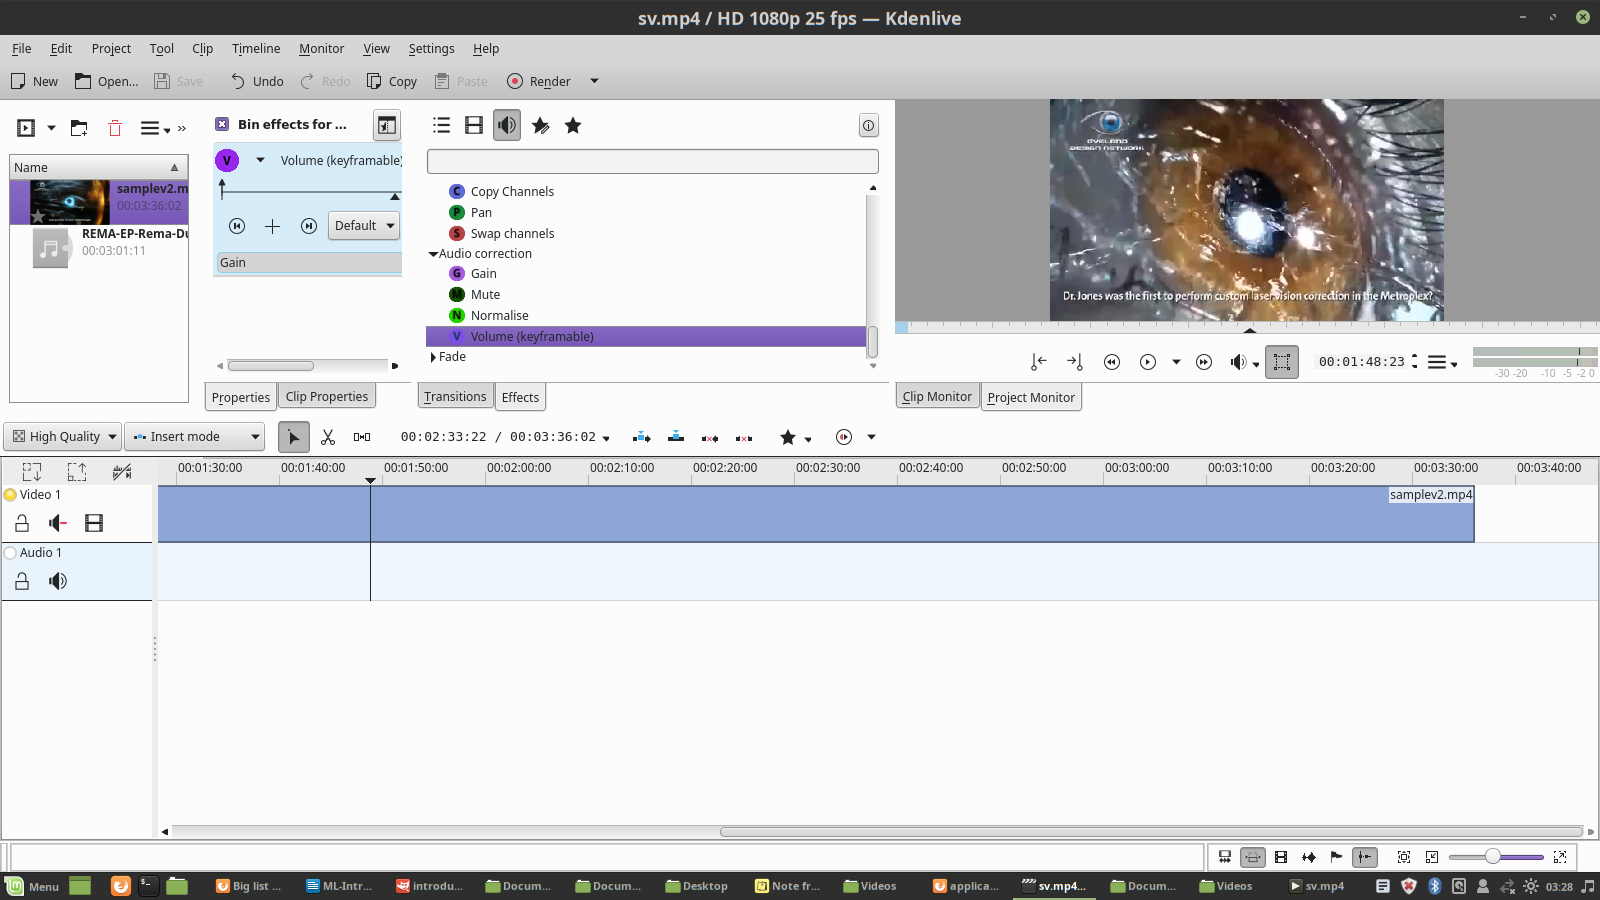 sv.mp4 / HD 1080p 25 fps — Kdenlive
File Edit Project Tool Clip Timeline Monitor View Settings Help
New Open... Save Undo Redo Copy Paste Render
Bin effects for ...
Name
samplev2.m
00:03:36:02
REMA-EP-Rema-Du
00:03:01:11
V Volume (keyframable)
Default
Gain
Properties Clip Properties
C Copy Channels
P Pan
S Swap channels
Audio correction
G Gain
M Mute
N Normalise
V Volume (keyframable)
Fade
Transitions Effects
EYELAND
DESIGN NETWORK
Dr. Jones was the first to perform custom laser vision correction in the Metroplex?
00:01:48:23
-30 -20 -10 -5 -2 0
Clip Monitor Project Monitor
High Quality Insert mode 00:02:33:22 / 00:03:36:02
00:01:30:00 00:01:40:00 00:01:50:00 00:02:00:00 00:02:10:00 00:02:20:00 00:02:30:00 00:02:40:00 00:02:50:00 00:03:00:00 00:03:10:00 00:03:20:00 00:03:30:00 00:03:40:00
Video 1
samplev2.mp4
Audio 1
Menu Big list ... ML-Intr... introdu... Docum... Docum... Desktop Note fr... Videos applica... sv.mp4... Docum... Videos sv.mp4 03:28